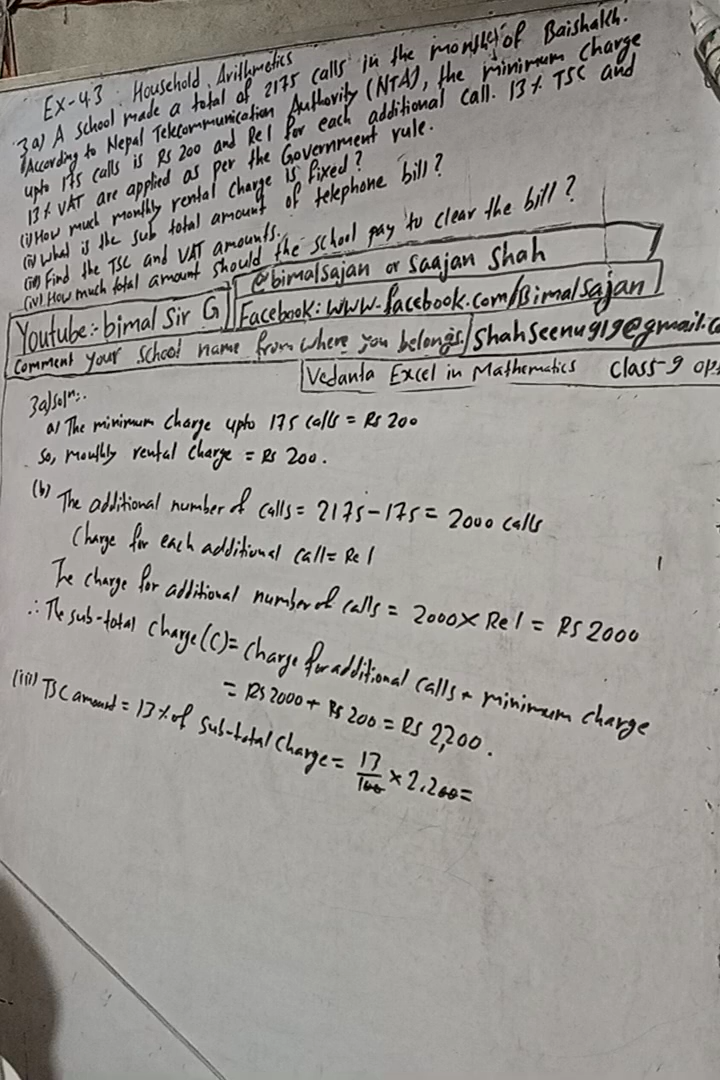 Ex-4.3 Household Arithmetics
3a) A school made a total of 2175 calls in the month of Baishakh.
According to Nepal Telecommunication Authority (NTA), the minimum charge
upto 175 calls is Rs 200 and Re 1 for each additional call. 13% TSC and
13% VAT are applied as per the Government rule.
(i) How much monthly rental charge is fixed?
(ii) What is the sub total amount of telephone bill?
(iii) Find the TSC and VAT amounts.
(iv) How much total amount should the school pay to clear the bill?
Youtube:- bimal Sir G
@bimalsajan or Saajan Shah
Facebook: www.facebook.com/Bimalsajan
Comment your school name from where you belongs.
Shahseenu919@gmail.c
Vedanta Excel in Mathematics Class-9 op
3a) soln:-
a) The minimum charge upto 175 calls = Rs 200
So, monthly rental charge = Rs 200.
(b) The additional number of calls = 2175-175 = 2000 calls
Charge for each additional call = Re 1
The charge for additional number of calls = 2000 × Re 1 = Rs 2000
∴ The sub-total charge (C) = charge for additional calls + minimum charge
= Rs 2000 + Rs 200 = Rs 2,200.
(iii) TSC amount = 13% of sub-total charge = 13/100 × 2,200 =